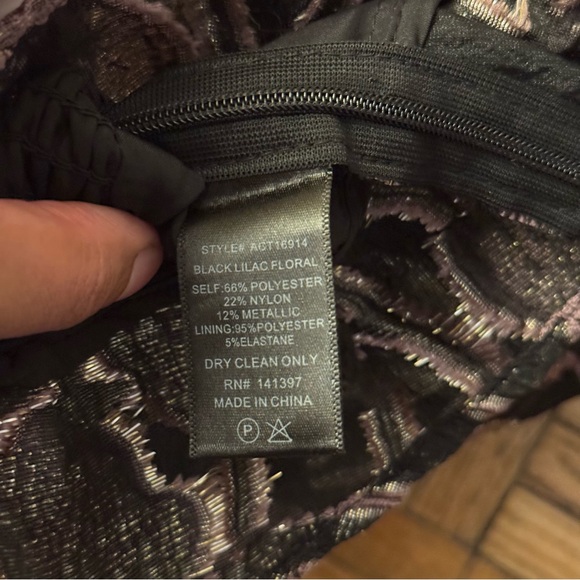 STYLE# ACT16914
BLACK LILAC FLORAL
SELF:66% POLYESTER
22% NYLON
12% METALLIC
LINING:95%POLYESTER
5%ELASTANE
DRY CLEAN ONLY
RN# 141397
MADE IN CHINA
P